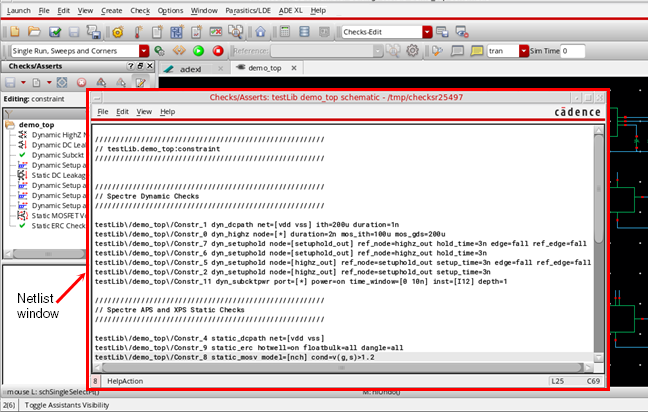 Launch File Edit View Create Check Options Window Parasitics/LDE ADE XL Help
Checks-Edit
Single Run, Sweeps and Corners Reference: tran Sim Time 0
Checks/Asserts
adexl demo_top
Editing: constraint
demo_top
Dynamic HighZ N
Dynamic DC Leak
Dynamic Subckt
Dynamic Setup a
Static DC Leakag
Dynamic Setup a
Dynamic Setup a
Dynamic Setup a
Static MOSFET Vo
Static ERC Check
Checks/Asserts: testLib demo_top schematic - /tmp/checksr25497
File Edit View Help
cādence
////////////////////////////////////////////////////////
// testLib.demo_top:constraint
////////////////////////////////////////////////////////
////////////////////////////////////////////////////////
// Spectre Dynamic Checks
////////////////////////////////////////////////////////
testLib\/demo_top\/Constr_1 dyn_dcpath net=[vdd vss] ith=200u duration=1n
testLib\/demo_top\/Constr_0 dyn_highz node=[*] duration=2n mos_ith=100u mos_gds=200u
testLib\/demo_top\/Constr_7 dyn_setuphold node=[setuphold_out] ref_node=highz_out hold_time=3n edge=fall ref_edge=fall
testLib\/demo_top\/Constr_6 dyn_setuphold node=[setuphold_out] ref_node=highz_out hold_time=3n
testLib\/demo_top\/Constr_5 dyn_setuphold node=[highz_out] ref_node=setuphold_out setup_time=3n edge=fall ref_edge=fall
testLib\/demo_top\/Constr_2 dyn_setuphold node=[highz_out] ref_node=setuphold_out setup_time=3n
testLib\/demo_top\/Constr_11 dyn_subcktpwr port=[*] power=on time_window=[0 10n] inst=[I12] depth=1
////////////////////////////////////////////////////////
// Spectre APS and XPS Static Checks
////////////////////////////////////////////////////////
testLib\/demo_top\/Constr_4 static_dcpath net=[vdd vss]
testLib\/demo_top\/Constr_9 static_erc hotwell=on floatbulk=all dangle=all
testLib\/demo_top\/Constr_8 static_mosv model=[nch] cond=v(g,s)>1.2
8 HelpAction L25 C69
Netlist
window
mouse L: schSingleSelectPt() M: hiUndo()
2(6) Toggle Assistants Visibility